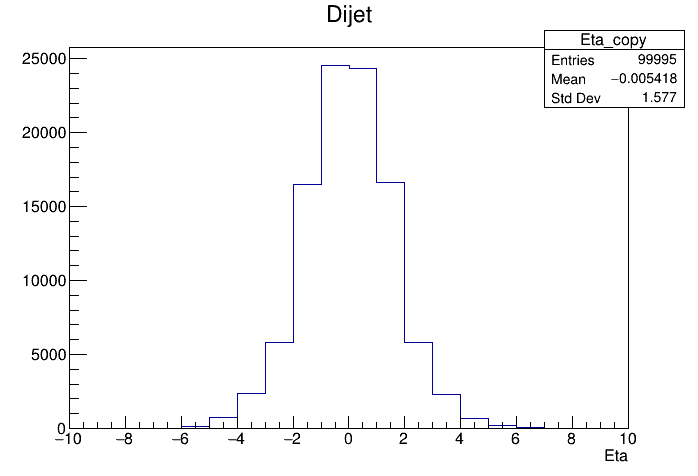 Dijet
Eta_copy
Entries 99995
Mean −0.005418
Std Dev 1.577
25000
20000
15000
10000
5000
0
−10 −8 −6 −4 −2 0 2 4 6 8 10
Eta